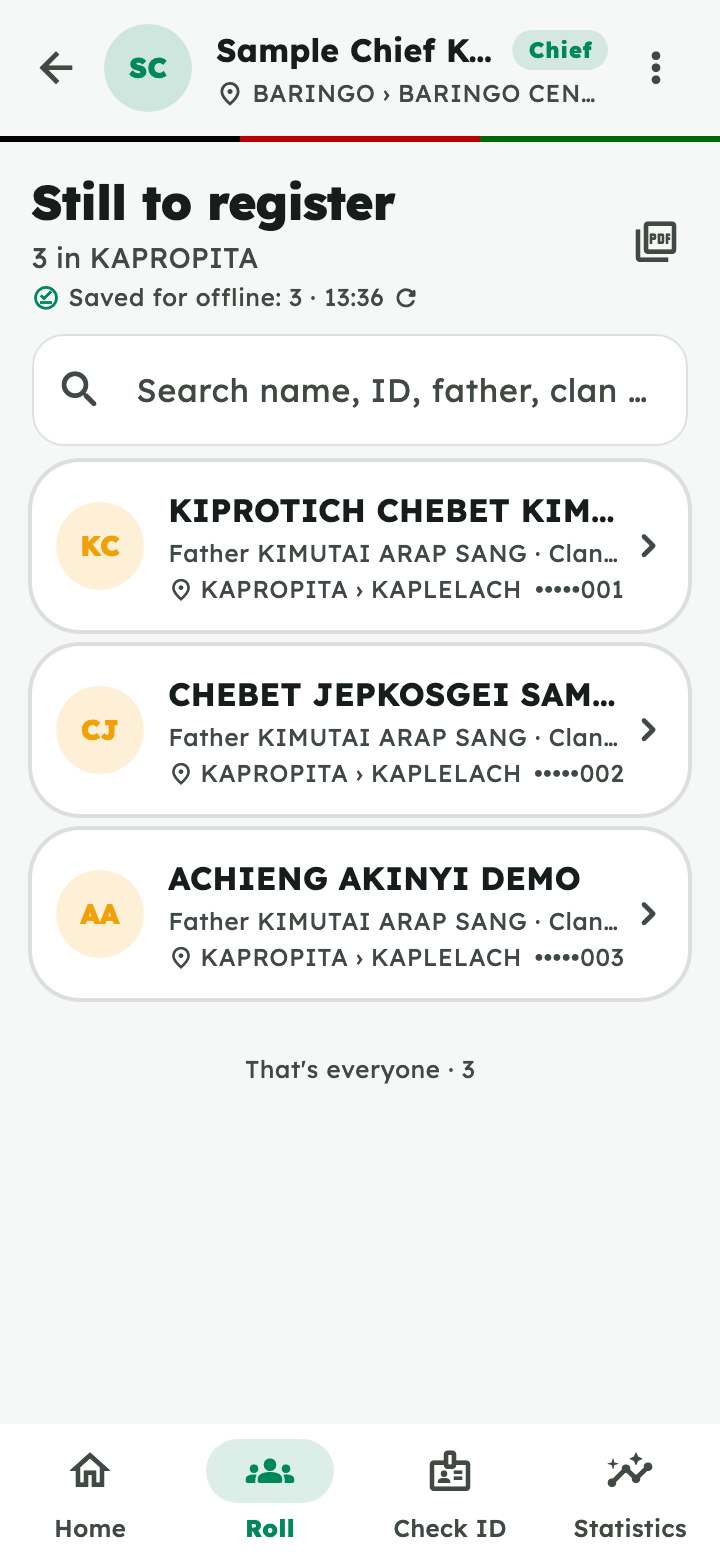 SC
Sample Chief K...
Chief
BARINGO › BARINGO CEN...
Still to register
3 in KAPROPITA
PDF
Saved for offline: 3 · 13:36
Search name, ID, father, clan ...
KC
KIPROTICH CHEBET KIM...
Father KIMUTAI ARAP SANG · Clan...
KAPROPITA › KAPLELACH •••••001
CJ
CHEBET JEPKOSGEI SAM...
Father KIMUTAI ARAP SANG · Clan...
KAPROPITA › KAPLELACH •••••002
AA
ACHIENG AKINYI DEMO
Father KIMUTAI ARAP SANG · Clan...
KAPROPITA › KAPLELACH •••••003
That's everyone · 3
Home
Roll
Check ID
Statistics